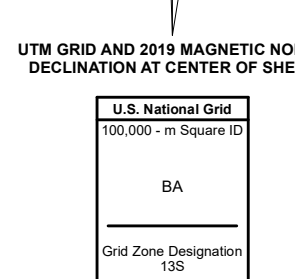 UTM GRID AND 2019 MAGNETIC NO
DECLINATION AT CENTER OF SHE
U.S. National Grid
100,000 - m Square ID
BA
Grid Zone Designation
13S